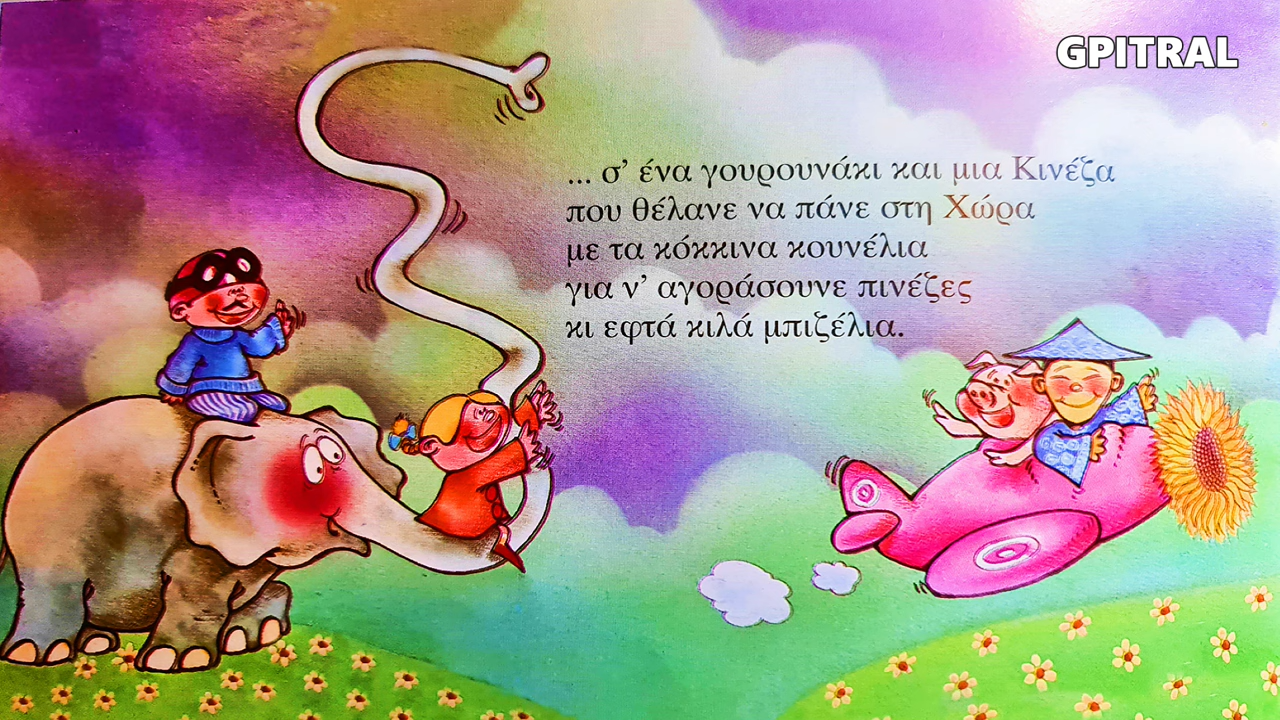 GPITRAL
... σ’ ένα γουρουνάκι και μια Κινέζα
που θέλανε να πάνε στη Χώρα
με τα κόκκινα κουνέλια
για ν’ αγοράσουνε πινέζες
κι εφτά κιλά μπιζέλια.